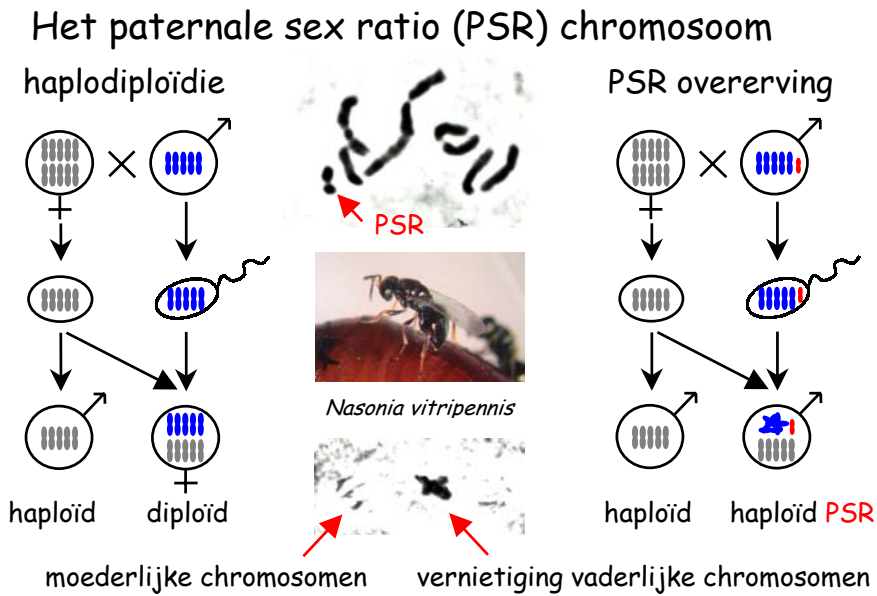 Het paternale sex ratio (PSR) chromosoom
haplodiploïdie
PSR overerving
PSR
Nasonia vitripennis
haploïd
diploïd
haploïd
haploïd PSR
moederlijke chromosomen
vernietiging vaderlijke chromosomen